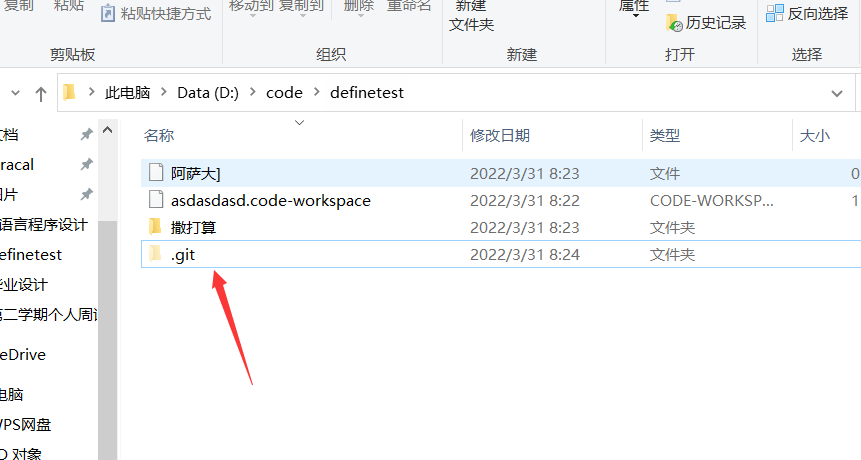 复制 粘贴 粘贴快捷方式 移动到 复制到 删除 重命名 新建 文件夹 属性 历史记录 反向选择
剪贴板 组织 新建 打开 选择
此电脑 Data (D:) code definetest
名称 修改日期 类型 大小
阿萨大] 2022/3/31 8:23 文件 0
asdasdasd.code-workspace 2022/3/31 8:22 CODE-WORKSP... 1
撒打算 2022/3/31 8:23 文件夹
.git 2022/3/31 8:24 文件夹
文档
racal
图片
语言程序设计
efinetest
毕业设计
第二学期个人周记
eDrive
电脑
WPS网盘
D 对象